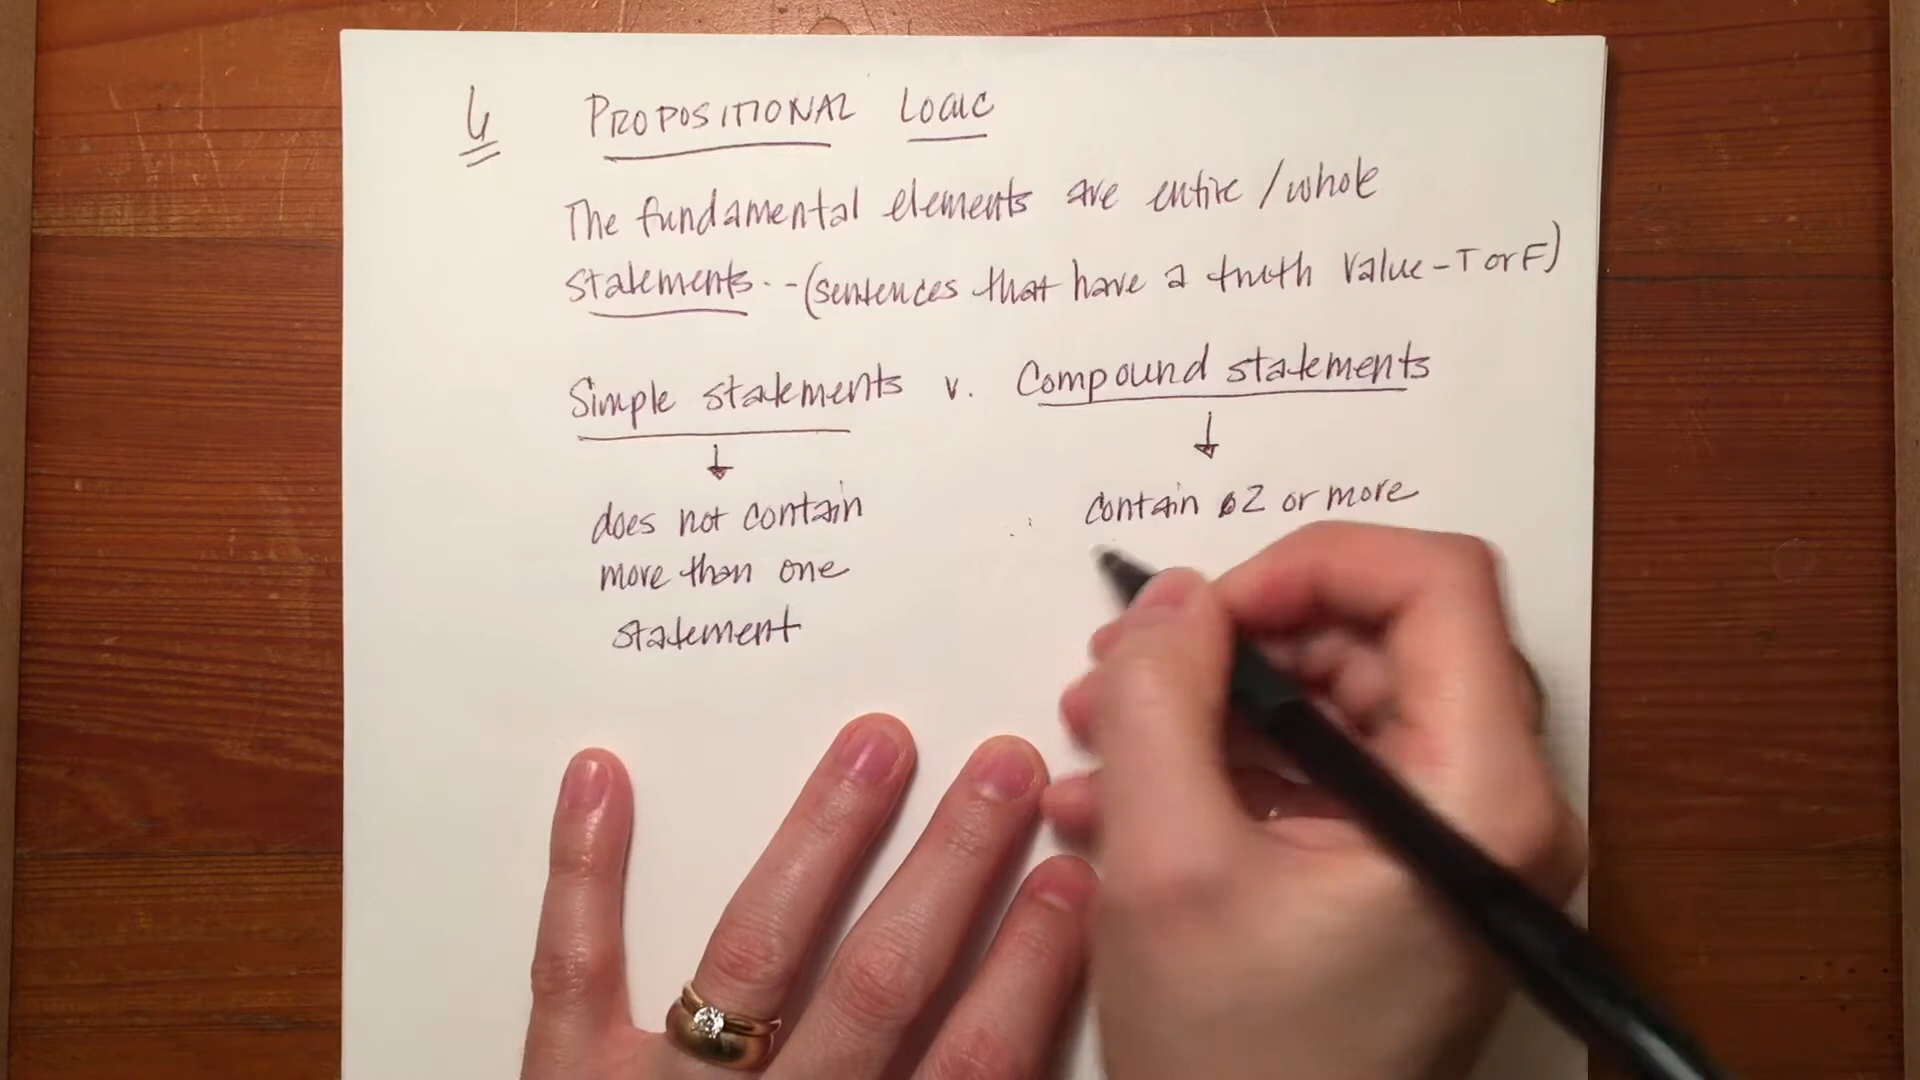 4 PROPOSITIONAL LOGIC
The fundamental elements are entire/whole
statements -- (sentences that have a truth value - T or F)
Simple statements v. Compound statements
does not contain
more than one
statement
contain 2 or more